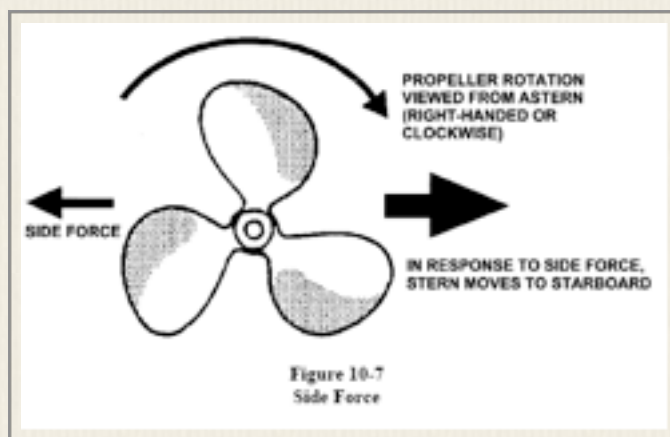 PROPELLER ROTATION
VIEWED FROM ASTERN
(RIGHT-HANDED OR
CLOCKWISE)
SIDE FORCE
IN RESPONSE TO SIDE FORCE,
STERN MOVES TO STARBOARD
Figure 10-7
Side Force